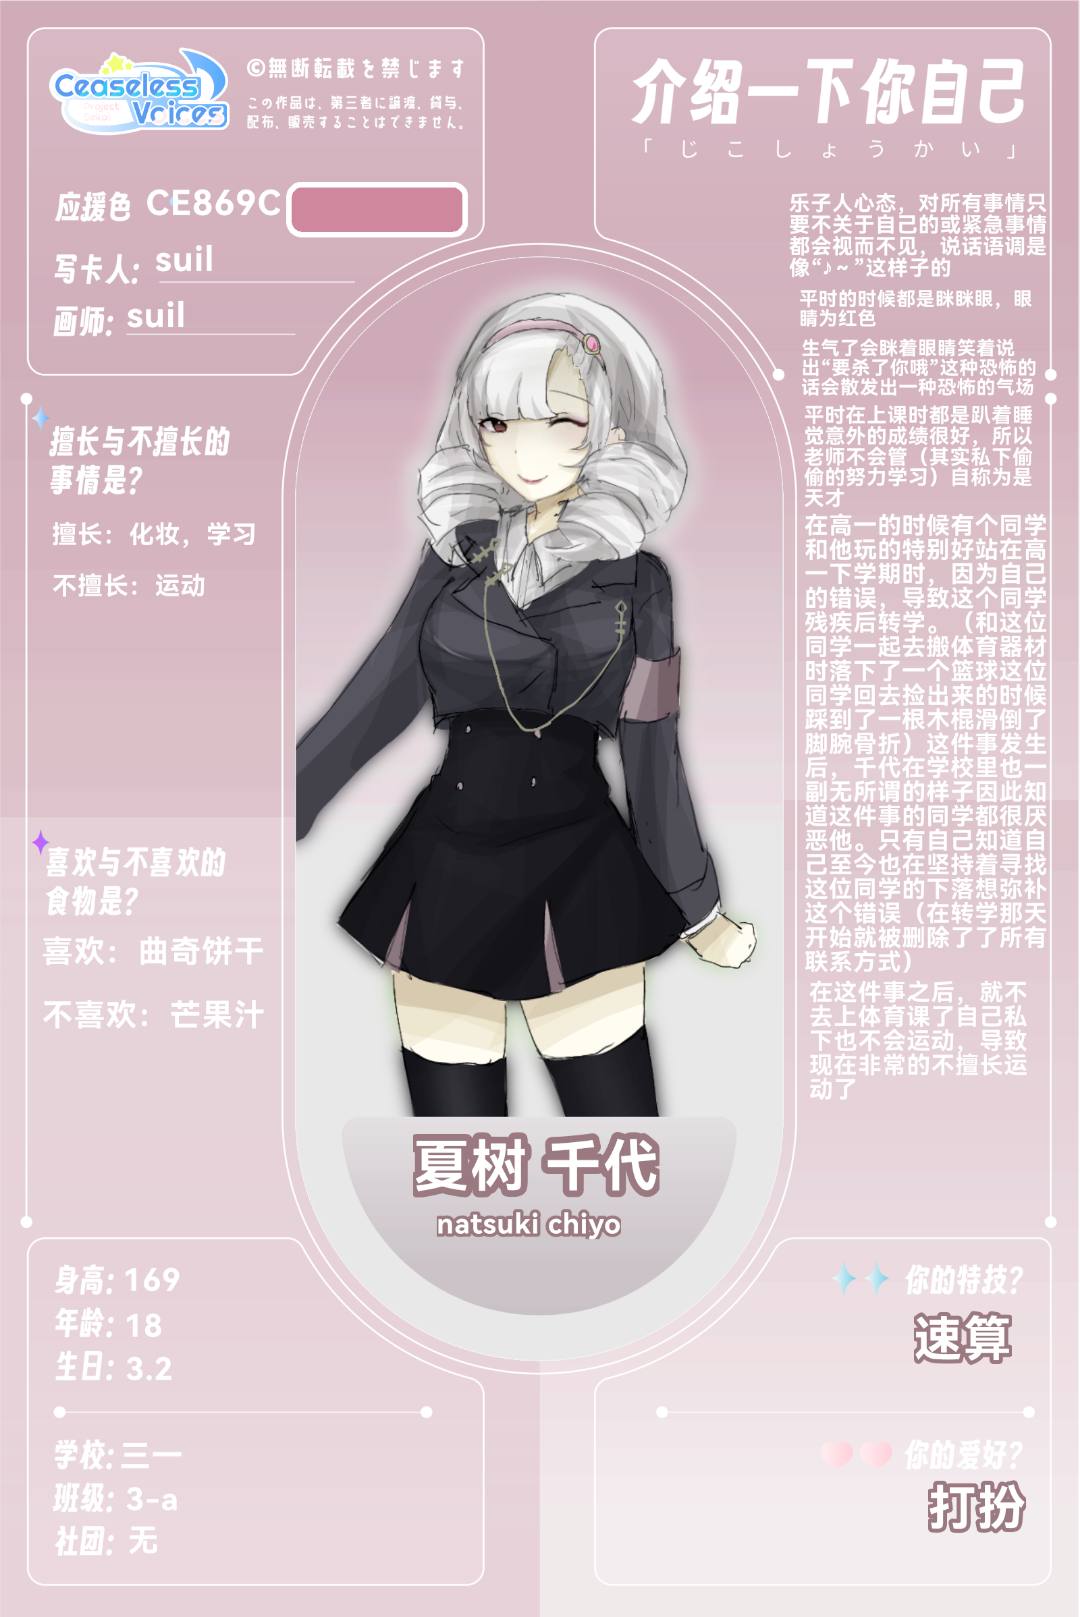 Ceaseless
Voices
Project
Sekai
©無断転載を禁じます
この作品は、第三者に譲渡、貸与、
配布、販売することはできません。
应援色 CE869C
写卡人: suil
画师: suil
擅长与不擅长的
事情是?
擅长：化妆，学习
不擅长：运动
喜欢与不喜欢的
食物是?
喜欢：曲奇饼干
不喜欢：芒果汁
介绍一下你自己
「じこしょうかい」
乐子人心态，对所有事情只
要不关于自己的或紧急事情
都会视而不见，说话语调是
像“♪～”这样子的
平时的时候都是眯眯眼，眼
睛为红色
生气了会眯着眼睛笑着说
出“要杀了你哦”这种恐怖的
话会散发出一种恐怖的气场
平时在上课时都是趴着睡
觉意外的成绩很好，所以
老师不会管（其实私下偷
偷的努力学习）自称为是
天才
在高一的时候有个同学
和他玩的特别好站在高
一下学期时，因为自己
的错误，导致这个同学
残疾后转学。（和这位
同学一起去搬体育器材
时落下了一个篮球这位
同学回去捡出来的时候
踩到了一根木棍滑倒了
脚腕骨折）这件事发生
后，千代在学校里也一
副无所谓的样子因此知
道这件事的同学都很厌
恶他。只有自己知道自
己至今也在坚持着寻找
这位同学的下落想弥补
这个错误（在转学那天
开始就被删除了了所有
联系方式）
在这件事之后，就不
去上体育课了自己私
下也不会运动，导致
现在非常的不擅长运
动了
夏树 千代
natsuki chiyo
身高: 169
年龄: 18
生日: 3.2
学校: 三一
班级: 3-a
社团: 无
你的特技?
速算
你的爱好?
打扮